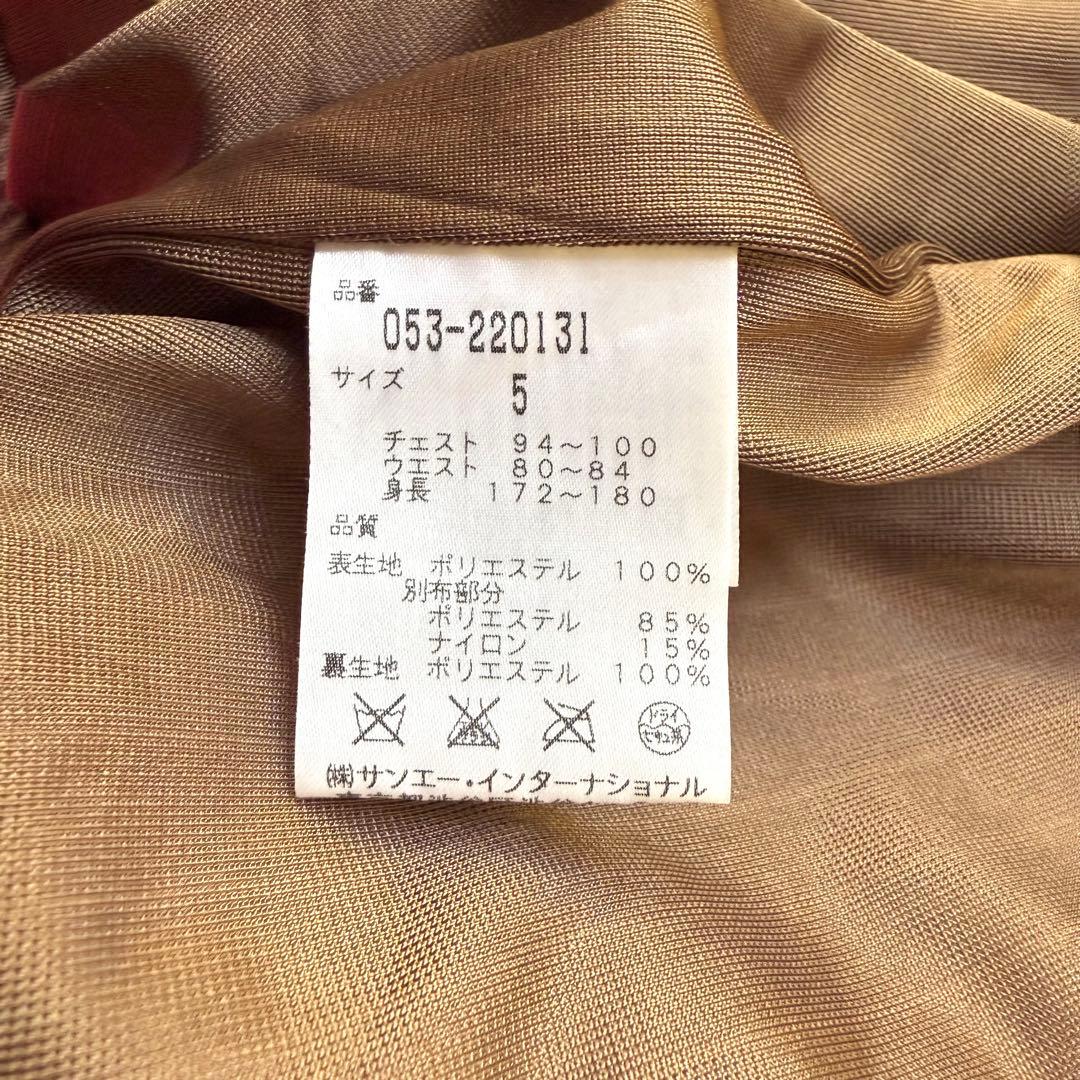 品番
053-220131
サイズ
5
チェスト 94～100
ウエスト 80～84
身長 172～180
品質
表生地 ポリエステル 100%
別布部分
ポリエステル 85%
ナイロン 15%
裏生地 ポリエステル 100%
ドライ
セキユ系
㈱サンエー・インターナショナル